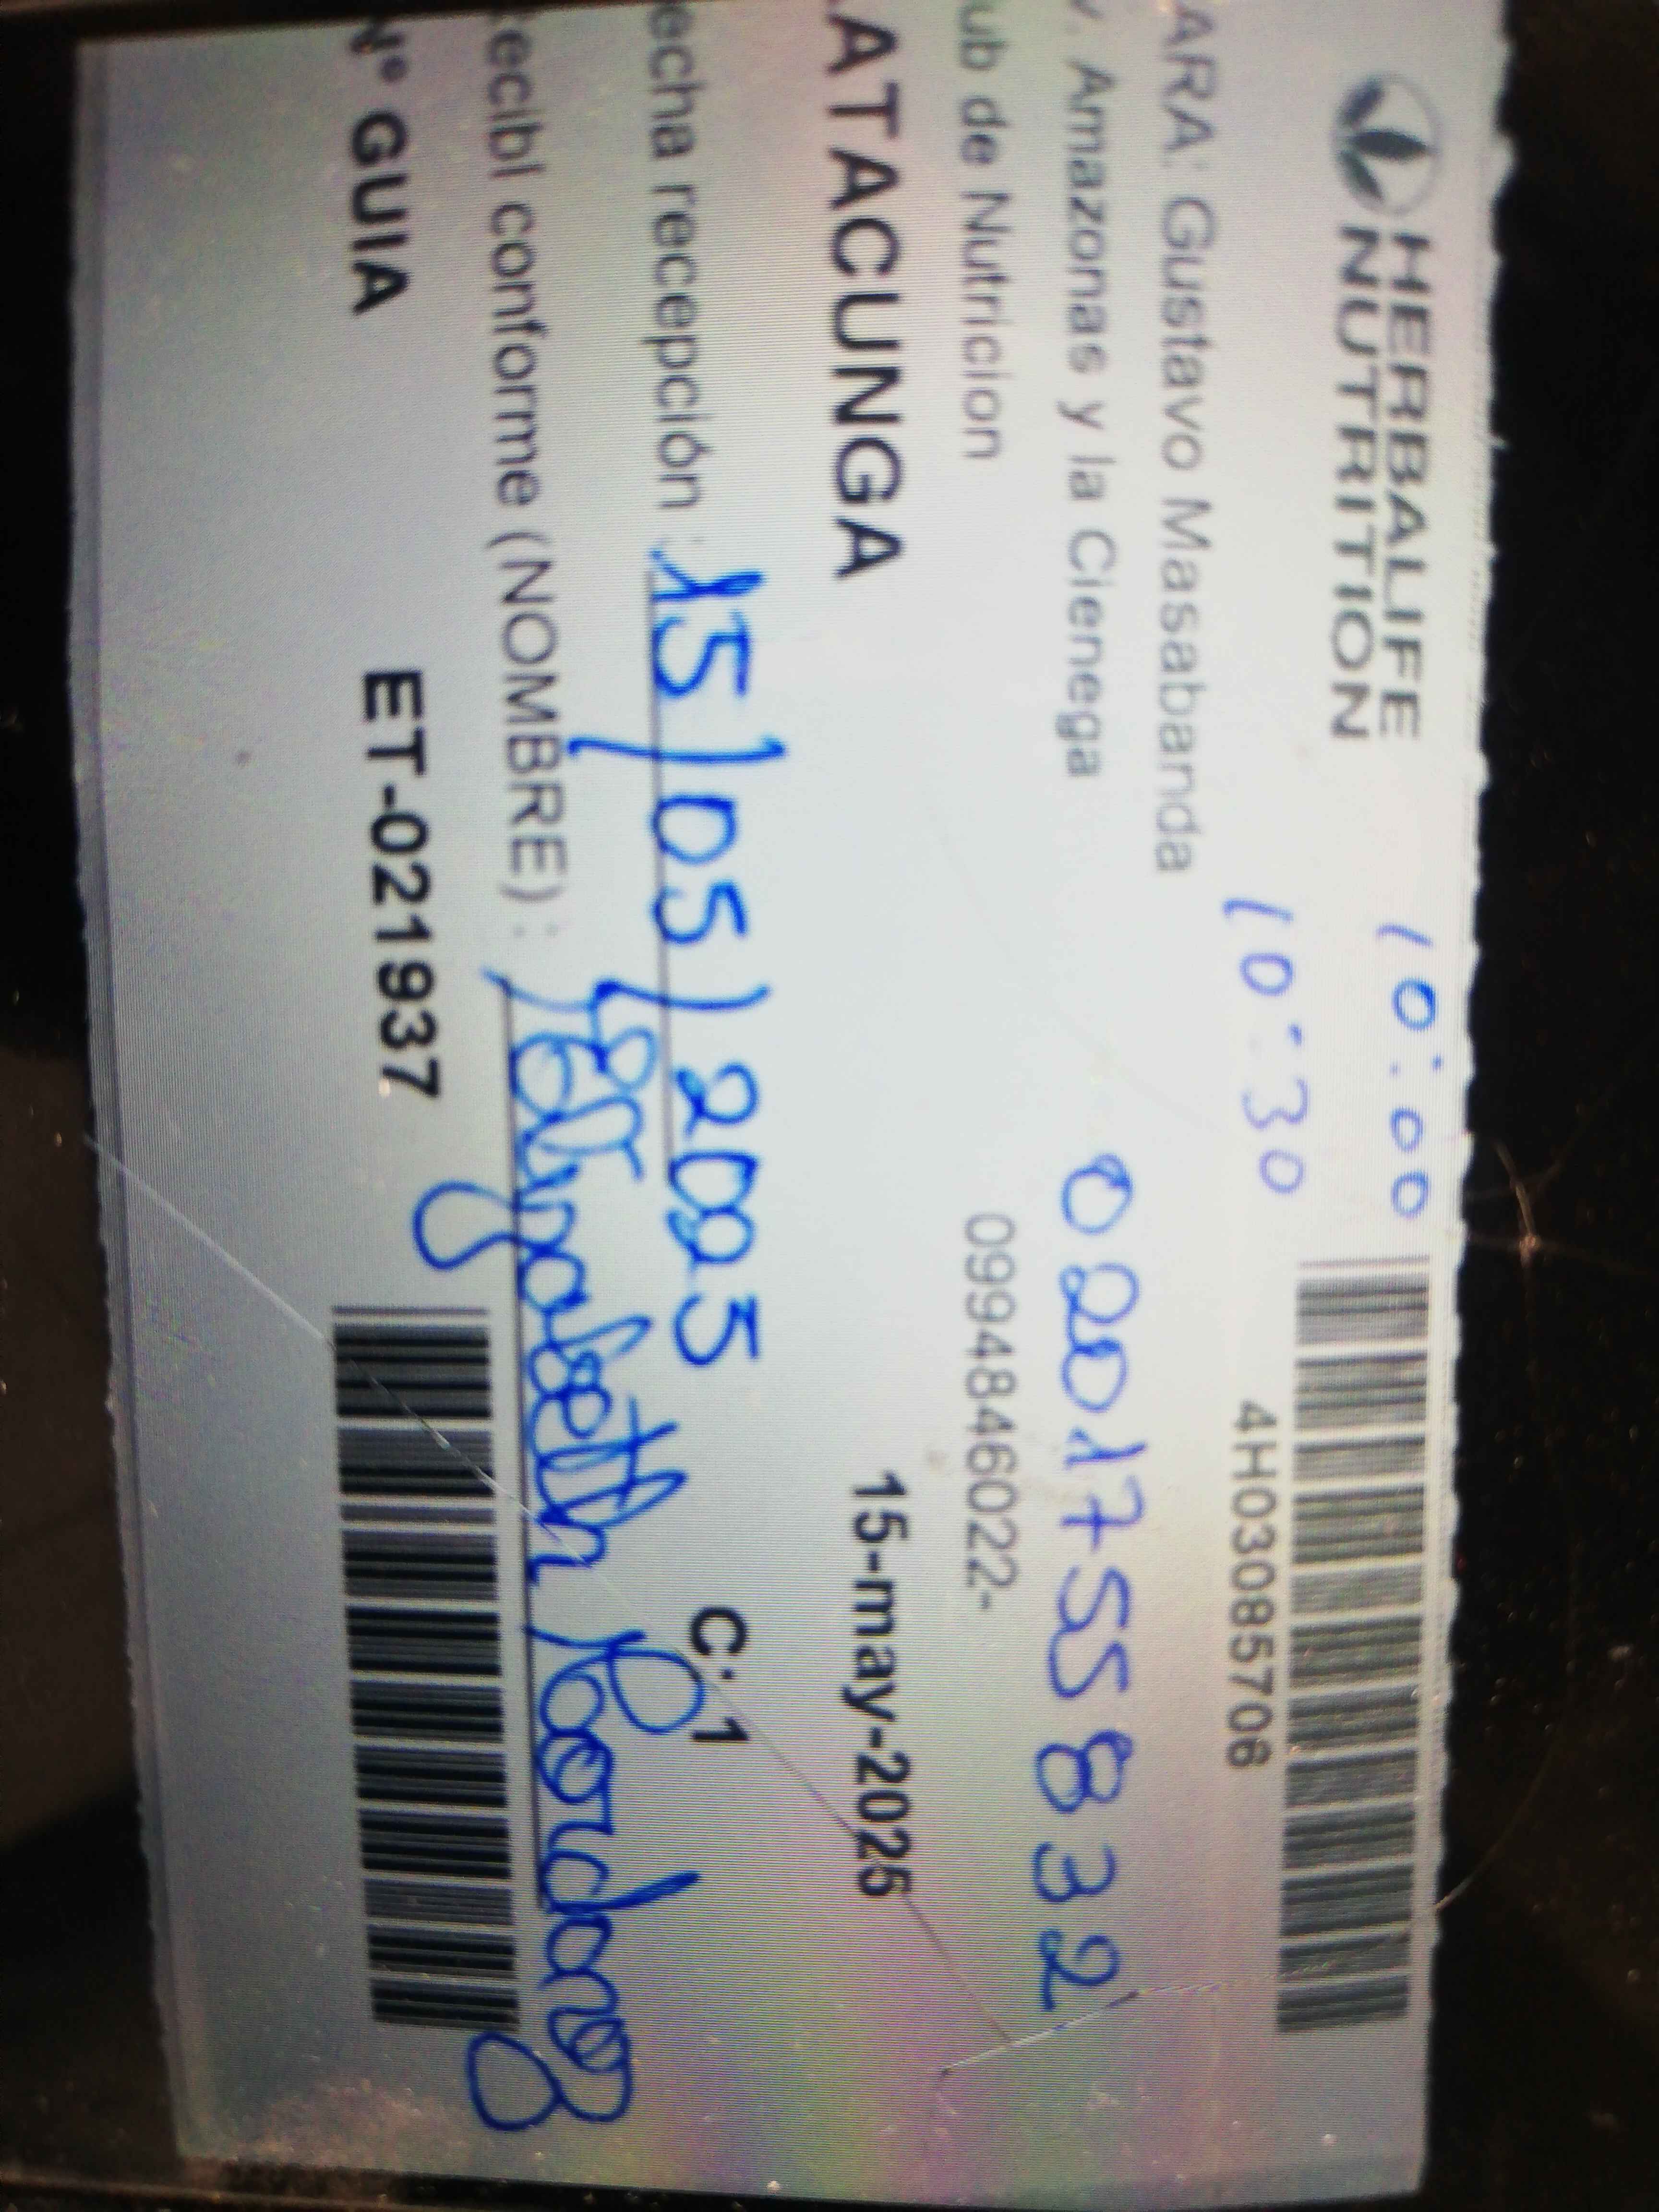 HERBALIFE
NUTRITION
10:00
10:30
4H03085706
ARA: Gustavo Masabanda
v. Amazonas y la Cienega
02001755832
ub de Nutricion
0994846022-
ATACUNGA
15-may-2025
echa recepción 15/05/2025
C:1
ecibí conforme (NOMBRE):
N° GUIA
ET-021937